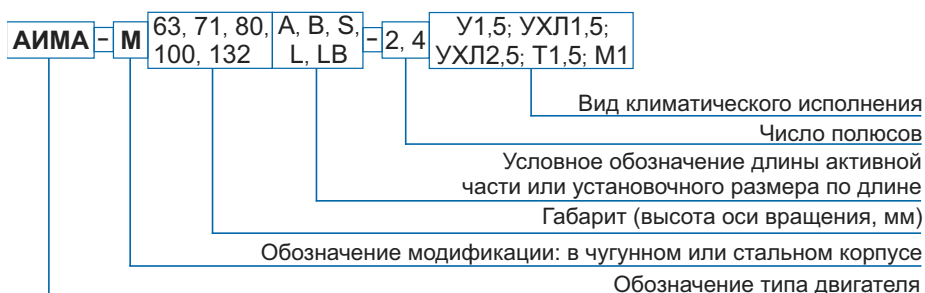 АИМА - М 63, 71, 80, 100, 132 A, B, S, L, LB - 2, 4 У1,5; УХЛ1,5; УХЛ2,5; Т1,5; М1
Вид климатического исполнения
Число полюсов
Условное обозначение длины активной
части или установочного размера по длине
Габарит (высота оси вращения, мм)
Обозначение модификации: в чугунном или стальном корпусе
Обозначение типа двигателя